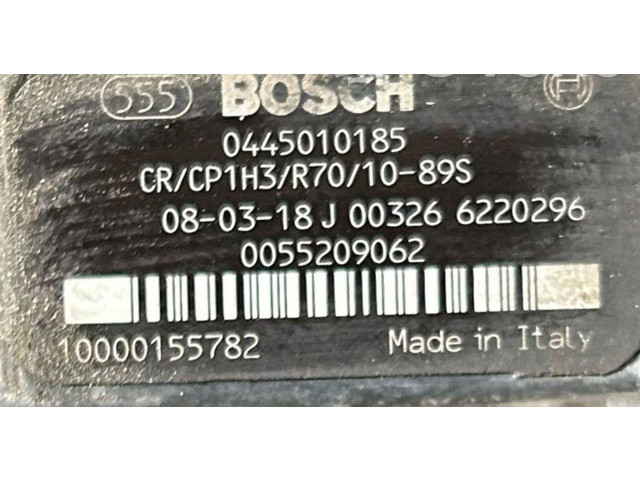 555 BOSCH
0445010185
CR/CP1H3/R70/10-89S
08-03-18 J 00326 6220296
0055209062
10000155782 Made in Italy